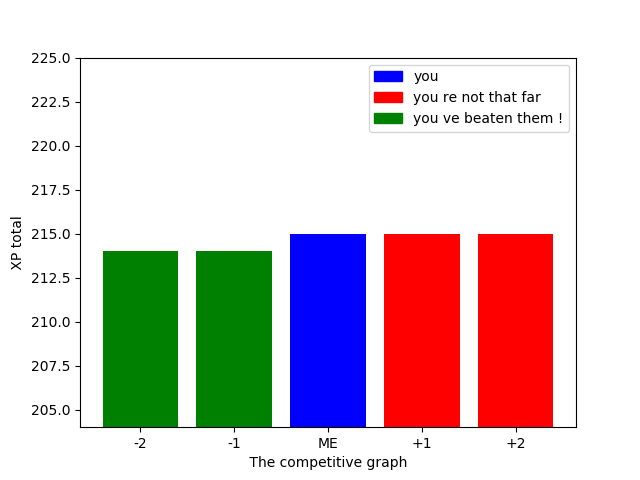 225.0
222.5
220.0
217.5
215.0
212.5
210.0
207.5
205.0
XP total
you
you re not that far
you ve beaten them !
-2 -1 ME +1 +2
The competitive graph